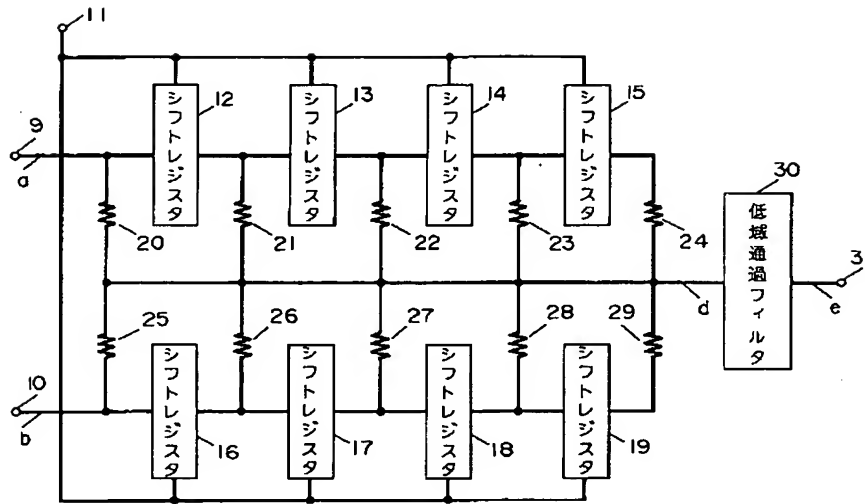 11
12
シフトレジスタ
13
シフトレジスタ
14
シフトレジスタ
15
シフトレジスタ
9
a
20
21
22
23
24
30
低域通過フィルタ
3
d
e
25
26
27
28
29
10
b
シフトレジスタ
16
シフトレジスタ
17
シフトレジスタ
18
シフトレジスタ
19